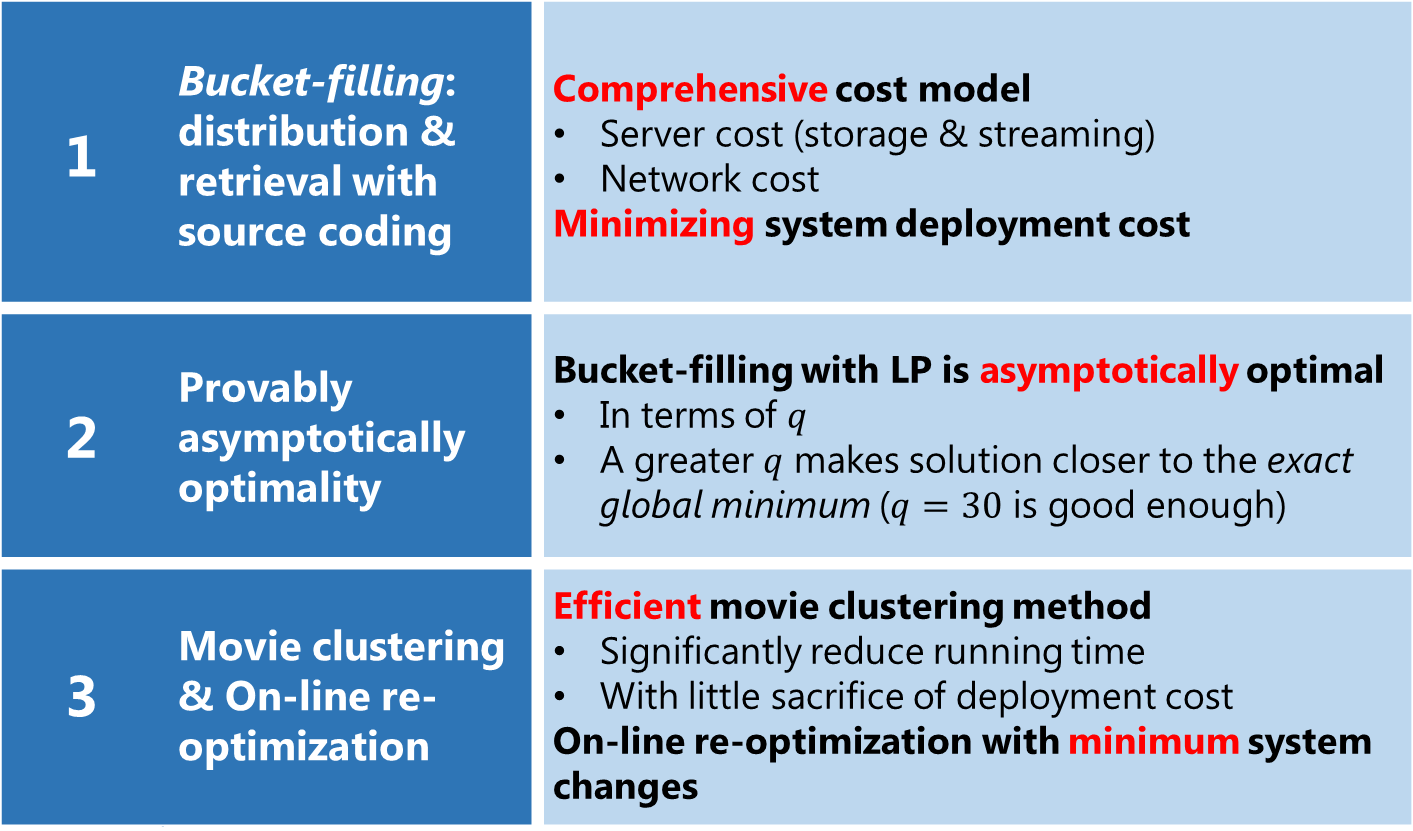 1
Bucket-filling:
distribution &
retrieval with
source coding
Comprehensive cost model
• Server cost (storage & streaming)
• Network cost
Minimizing system deployment cost
2
Provably
asymptotically
optimality
Bucket-filling with LP is asymptotically optimal
• In terms of q
• A greater q makes solution closer to the exact
global minimum (q = 30 is good enough)
3
Movie clustering
& On-line re-
optimization
Efficient movie clustering method
• Significantly reduce running time
• With little sacrifice of deployment cost
On-line re-optimization with minimum system
changes